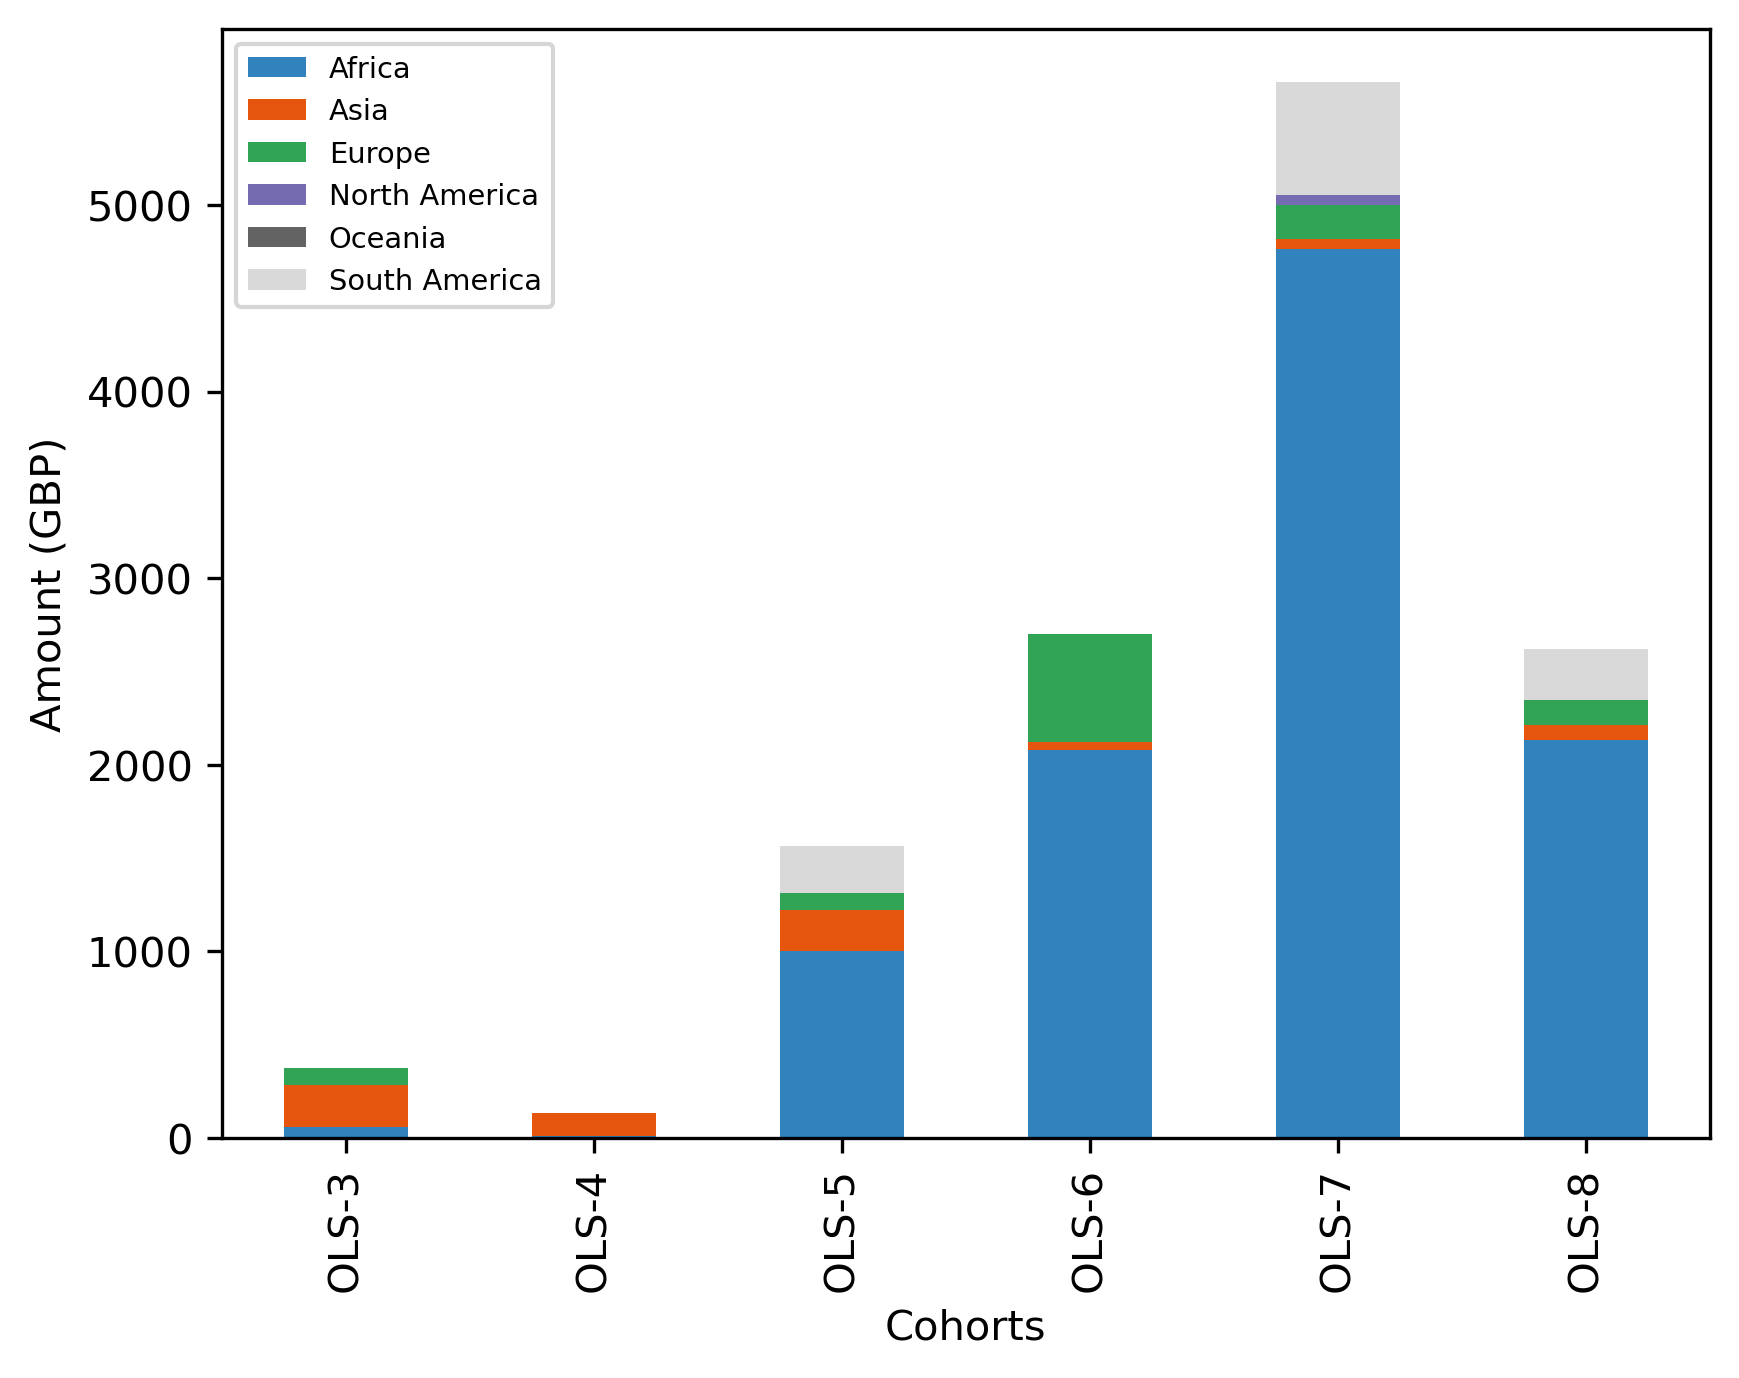 Africa
Asia
Europe
North America
Oceania
South America
5000
4000
3000
2000
1000
0
Amount (GBP)
OLS-3
OLS-4
OLS-5
OLS-6
OLS-7
OLS-8
Cohorts